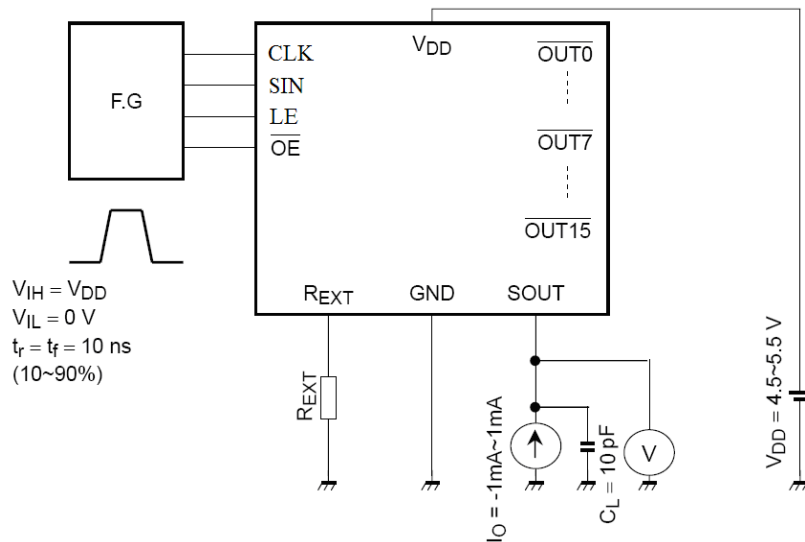 F.G
CLK
SIN
LE
OE
VDD
OUT0
OUT7
OUT15
REXT
GND
SOUT
VIH = VDD
VIL = 0 V
tr = tf = 10 ns
(10~90%)
REXT
IO = -1mA~1mA
CL = 10 pF
V
VDD = 4.5~5.5 V